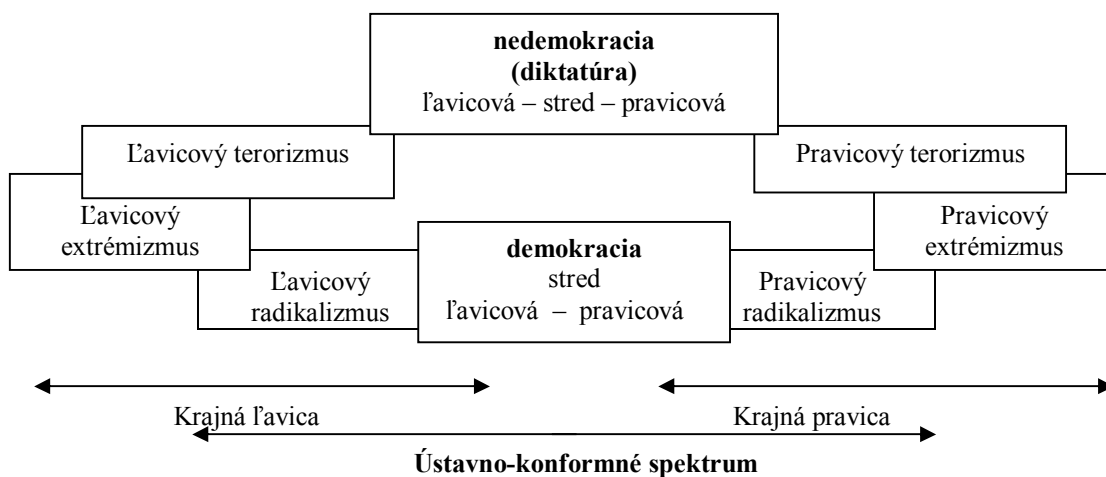 nedemokracia
(diktatúra)
ľavicová – stred – pravicová
Ľavicový terorizmus
Pravicový terorizmus
Ľavicový
extrémizmus
Pravicový
extrémizmus
demokracia
stred
ľavicová – pravicová
Ľavicový
radikalizmus
Pravicový
radikalizmus
Krajná ľavica
Krajná pravica
Ústavno-konformné spektrum